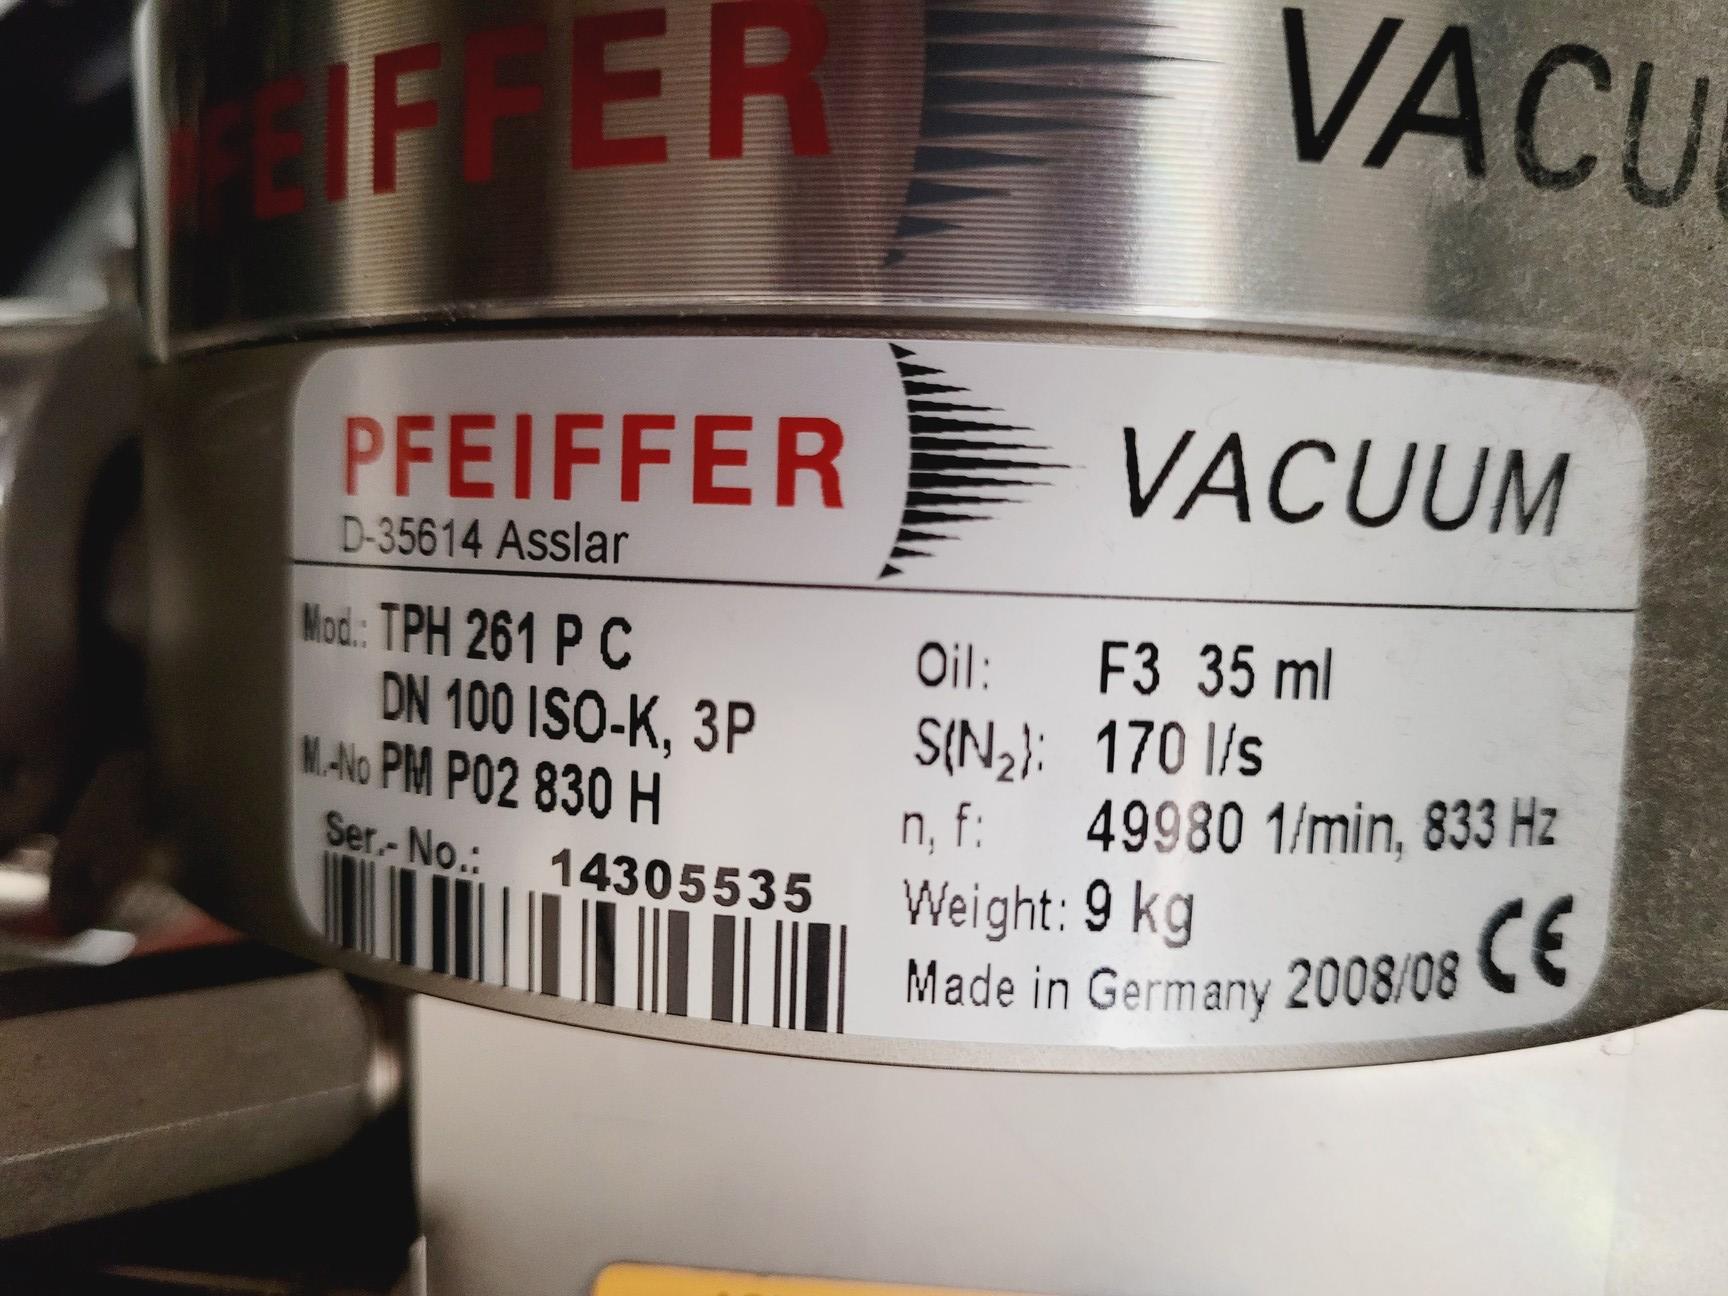 PFEIFFER VACUU
PFEIFFER VACUUM
D-35614 Asslar
Mod.: TPH 261 P C
DN 100 ISO-K, 3P
M.-No PM P02 830 H
Ser.- No.: 14305535
Oil: F3 35 ml
S(N₂): 170 l/s
n, f: 49980 1/min, 833 Hz
Weight: 9 kg
Made in Germany 2008/08 CE